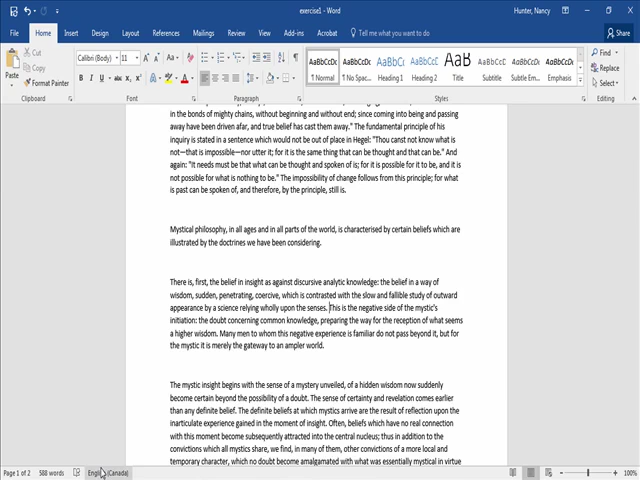 exercise1 - Word
Hunter, Nancy
File Home Insert Design Layout References Mailings Review View Acrobat Tell me what you want to do Share
Paste
Cut
Copy
Format Painter
Clipboard
Calibri (Body) 11
Font
Paragraph
AaBbCcDc AaBbCcDc AaBbCc AaBbCcC AaB AaBbCcD AaBbCcDc AaBbCcDc
¶ Normal ¶ No Spac... Heading 1 Heading 2 Title Subtitle Subtle Em... Emphasis
Styles
Find
Replace
Select
Editing
in the bonds of mighty chains, without beginning and without end; since coming into being and passing
away have been driven afar, and true belief has cast them away." The fundamental principle of his
inquiry is stated in a sentence which would not be out of place in Hegel: "Thou canst not know what is
not—that is impossible—nor utter it; for it is the same thing that can be thought and that can be." And
again: "It needs must be that what can be thought and spoken of is; for it is possible for it to be, and it is
not possible for what is nothing to be." The impossibility of change follows from this principle; for what
is past can be spoken of, and therefore, by the principle, still is.
Mystical philosophy, in all ages and in all parts of the world, is characterised by certain beliefs which are
illustrated by the doctrines we have been considering.
There is, first, the belief in insight as against discursive analytic knowledge: the belief in a way of
wisdom, sudden, penetrating, coercive, which is contrasted with the slow and fallible study of outward
appearance by a science relying wholly upon the senses. This is the negative side of the mystic's
initiation: the doubt concerning common knowledge, preparing the way for the reception of what seems
a higher wisdom. Many men to whom this negative experience is familiar do not pass beyond it, but for
the mystic it is merely the gateway to an ampler world.
The mystic insight begins with the sense of a mystery unveiled, of a hidden wisdom now suddenly
become certain beyond the possibility of a doubt. The sense of certainty and revelation comes earlier
than any definite belief. The definite beliefs at which mystics arrive are the result of reflection upon the
inarticulate experience gained in the moment of insight. Often, beliefs which have no real connection
with this moment become subsequently attracted into the central nucleus; thus in addition to the
convictions which all mystics share, we find, in many of them, other convictions of a more local and
temporary character, which no doubt become amalgamated with what was essentially mystical in virtue
Page 1 of 2 588 words English (Canada) 100%